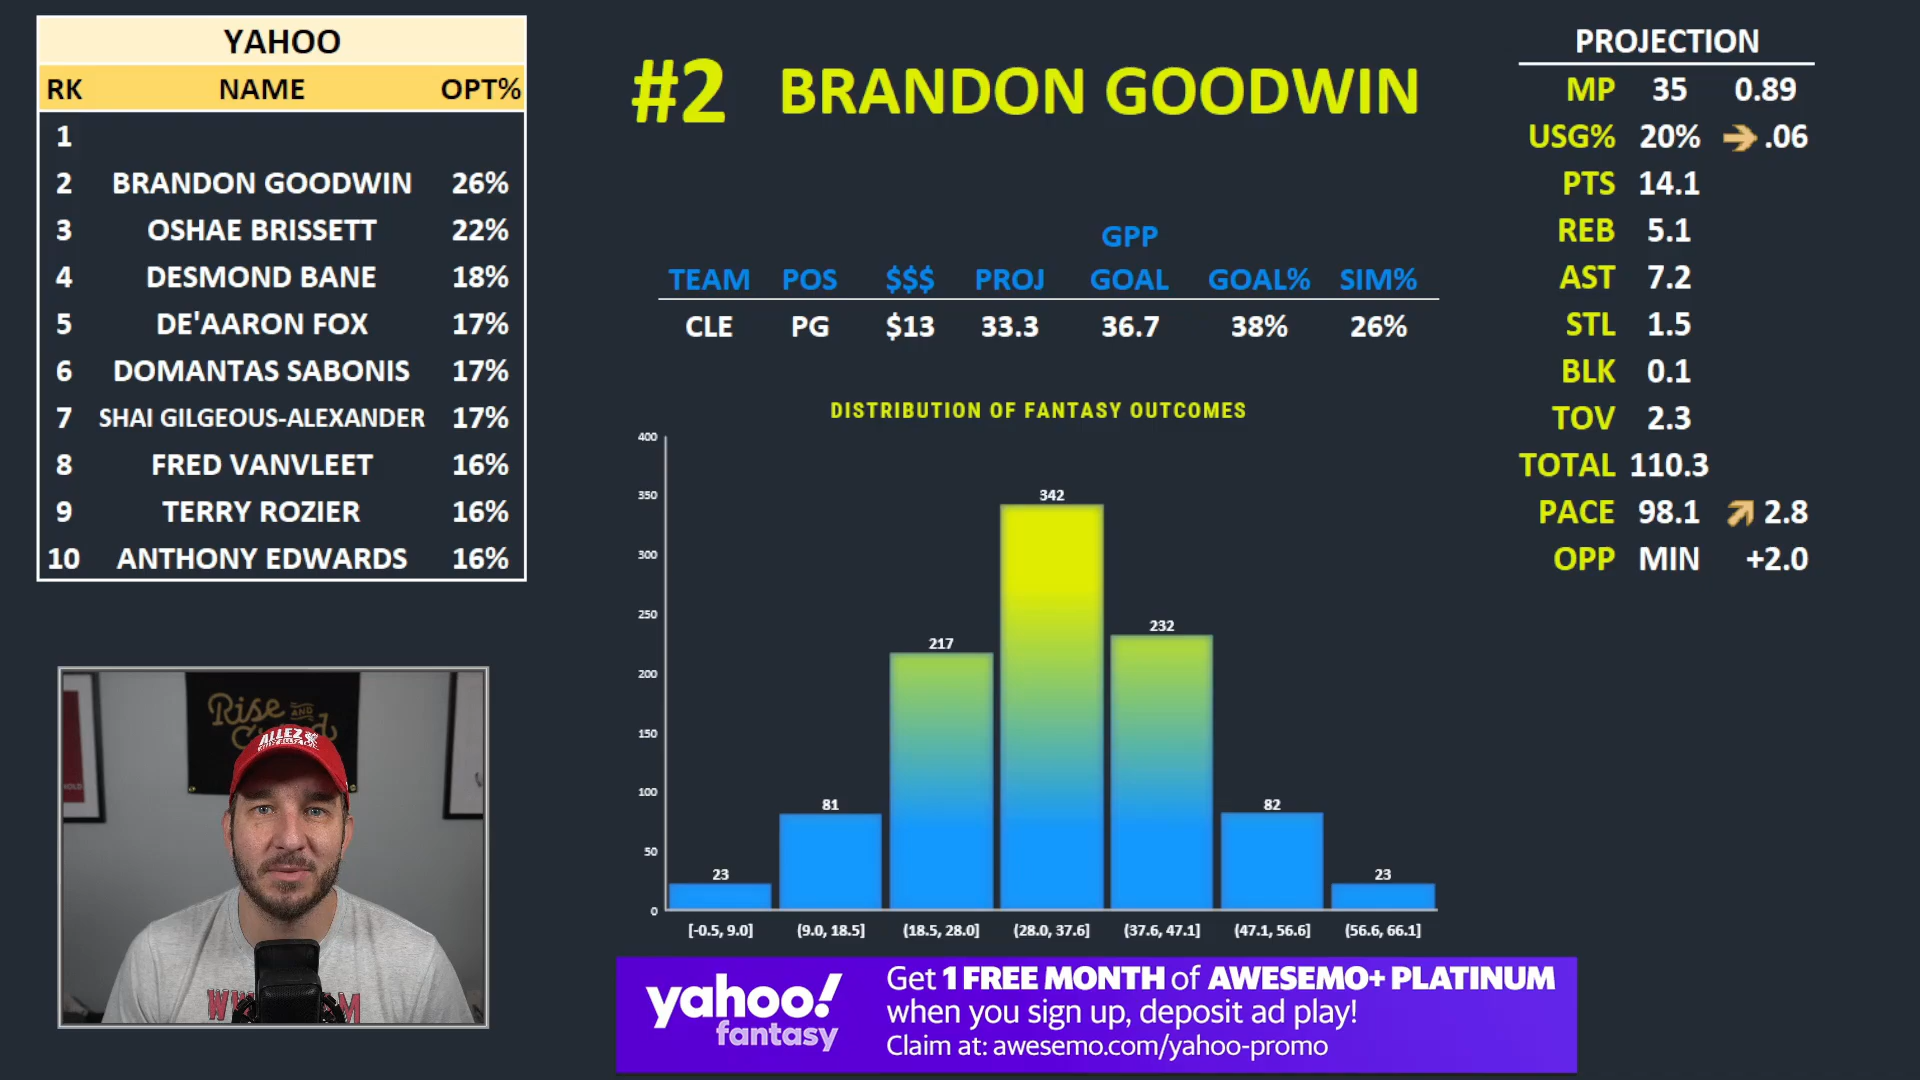 YAHOO
RK NAME OPT%
1
2 BRANDON GOODWIN 26%
3 OSHAE BRISSETT 22%
4 DESMOND BANE 18%
5 DE'AARON FOX 17%
6 DOMANTAS SABONIS 17%
7 SHAI GILGEOUS-ALEXANDER 17%
8 FRED VANVLEET 16%
9 TERRY ROZIER 16%
10 ANTHONY EDWARDS 16%
#2 BRANDON GOODWIN
GPP
TEAM POS $$$ PROJ GOAL GOAL% SIM%
CLE PG $13 33.3 36.7 38% 26%
DISTRIBUTION OF FANTASY OUTCOMES
400
350
300
250
200
150
100
50
0
23 81 217 342 232 82 23
[-0.5, 9.0] (9.0, 18.5] (18.5, 28.0] (28.0, 37.6] (37.6, 47.1] (47.1, 56.6] (56.6, 66.1]
PROJECTION
MP 35 0.89
USG% 20% .06
PTS 14.1
REB 5.1
AST 7.2
STL 1.5
BLK 0.1
TOV 2.3
TOTAL 110.3
PACE 98.1 2.8
OPP MIN +2.0
Rise AND
ALLEZ
yahoo!
fantasy
Get 1 FREE MONTH of AWESEMO+ PLATINUM
when you sign up, deposit ad play!
Claim at: awesemo.com/yahoo-promo